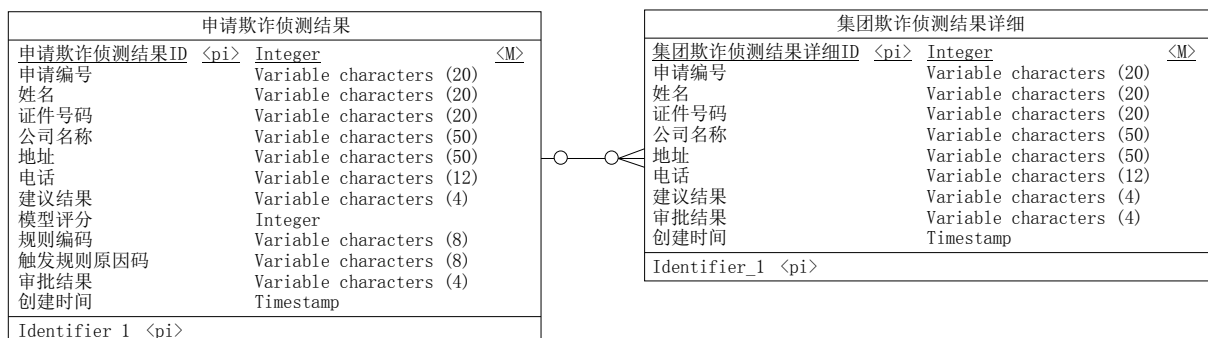 申请欺诈侦测结果
申请欺诈侦测结果ID <pi> Integer <M>
申请编号 Variable characters (20)
姓名 Variable characters (20)
证件号码 Variable characters (20)
公司名称 Variable characters (50)
地址 Variable characters (50)
电话 Variable characters (12)
建议结果 Variable characters (4)
模型评分 Integer
规则编码 Variable characters (8)
触发规则原因码 Variable characters (8)
审批结果 Variable characters (4)
创建时间 Timestamp
Identifier_1 <pi>
集团欺诈侦测结果详细
集团欺诈侦测结果详细ID <pi> Integer <M>
申请编号 Variable characters (20)
姓名 Variable characters (20)
证件号码 Variable characters (20)
公司名称 Variable characters (50)
地址 Variable characters (50)
电话 Variable characters (12)
建议结果 Variable characters (4)
审批结果 Variable characters (4)
创建时间 Timestamp
Identifier_1 <pi>